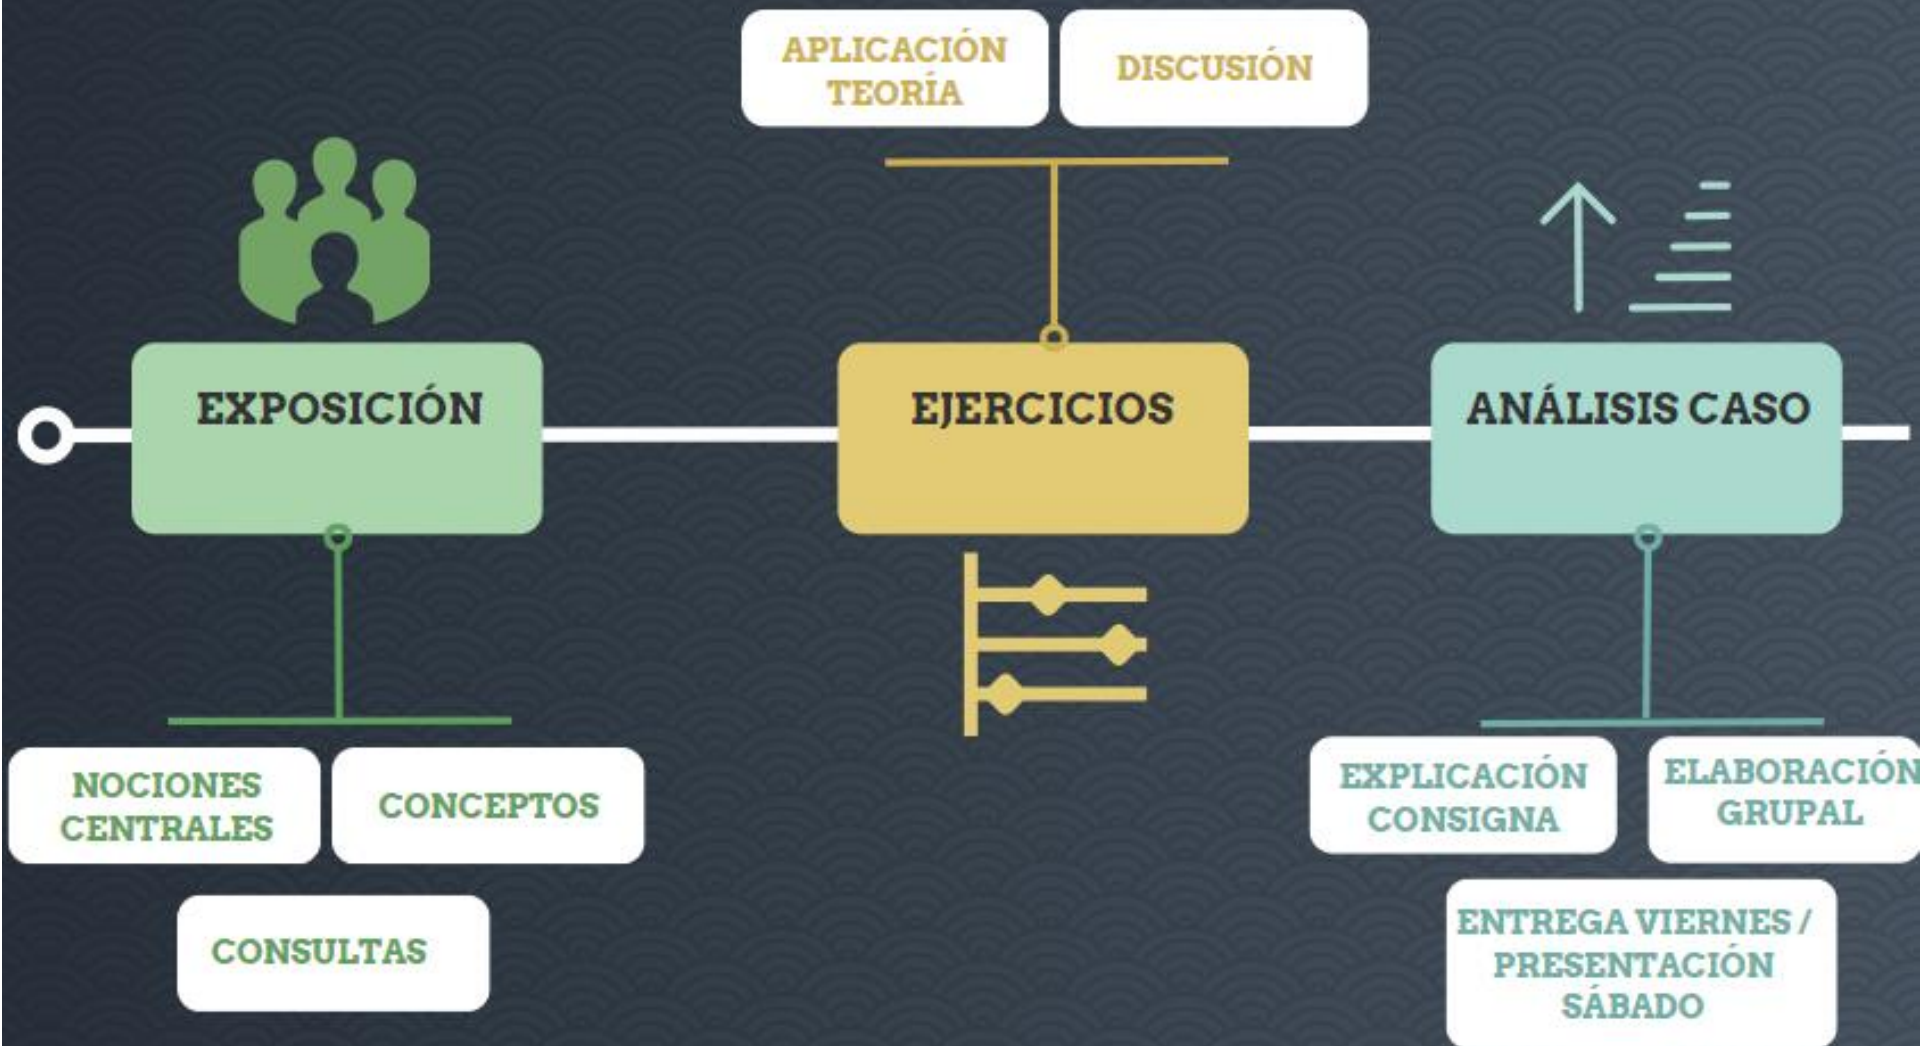 APLICACIÓN
TEORÍA
DISCUSIÓN
EXPOSICIÓN
EJERCICIOS
ANÁLISIS CASO
NOCIONES
CENTRALES
CONCEPTOS
CONSULTAS
EXPLICACIÓN
CONSIGNA
ELABORACIÓN
GRUPAL
ENTREGA VIERNES /
PRESENTACIÓN
SÁBADO